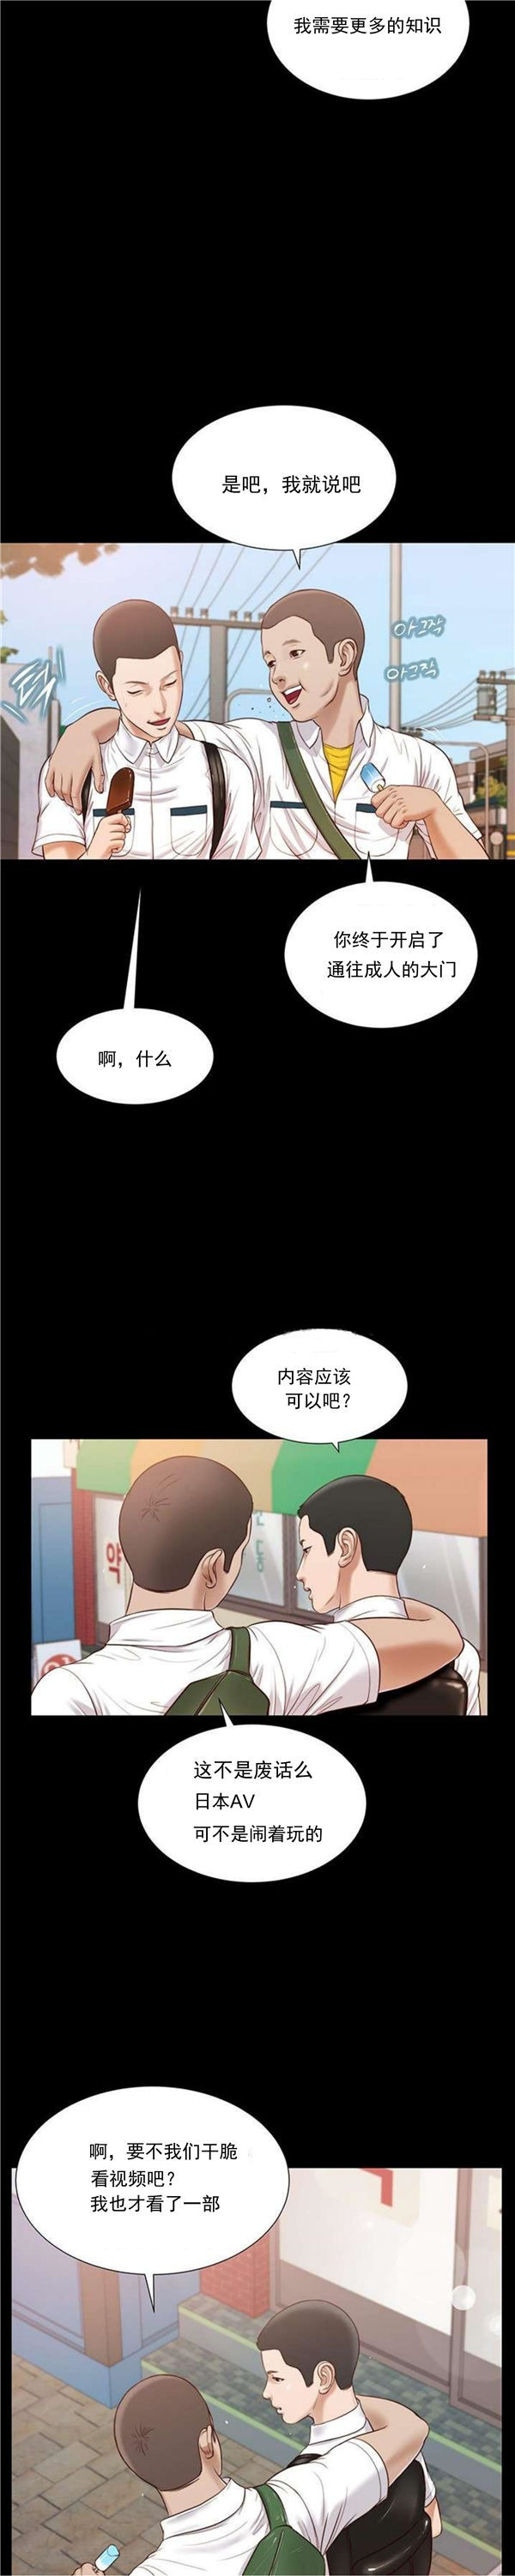 我需要更多的知识
是吧，我就说吧
아그작
아그작
턱
你终于开启了
通往成人的大门
啊，什么
内容应该
可以吧？
약
这不是废话么
日本AV
可不是闹着玩的
啊，要不我们干脆
看视频吧？
我也才看了一部